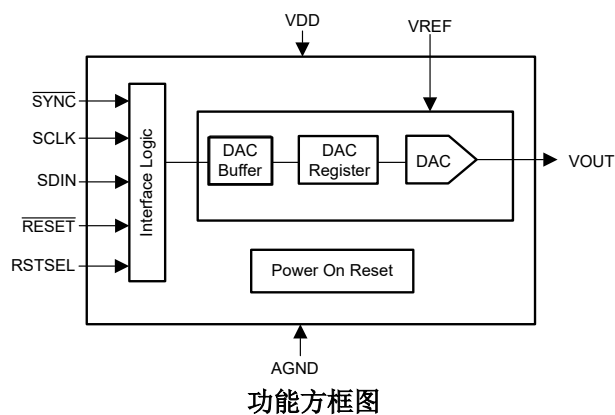 VDD
VREF
SYNC
SCLK
SDIN
RESET
RSTSEL
Interface Logic
DAC
Buffer
DAC
Register
DAC
VOUT
Power On Reset
AGND
功能方框图